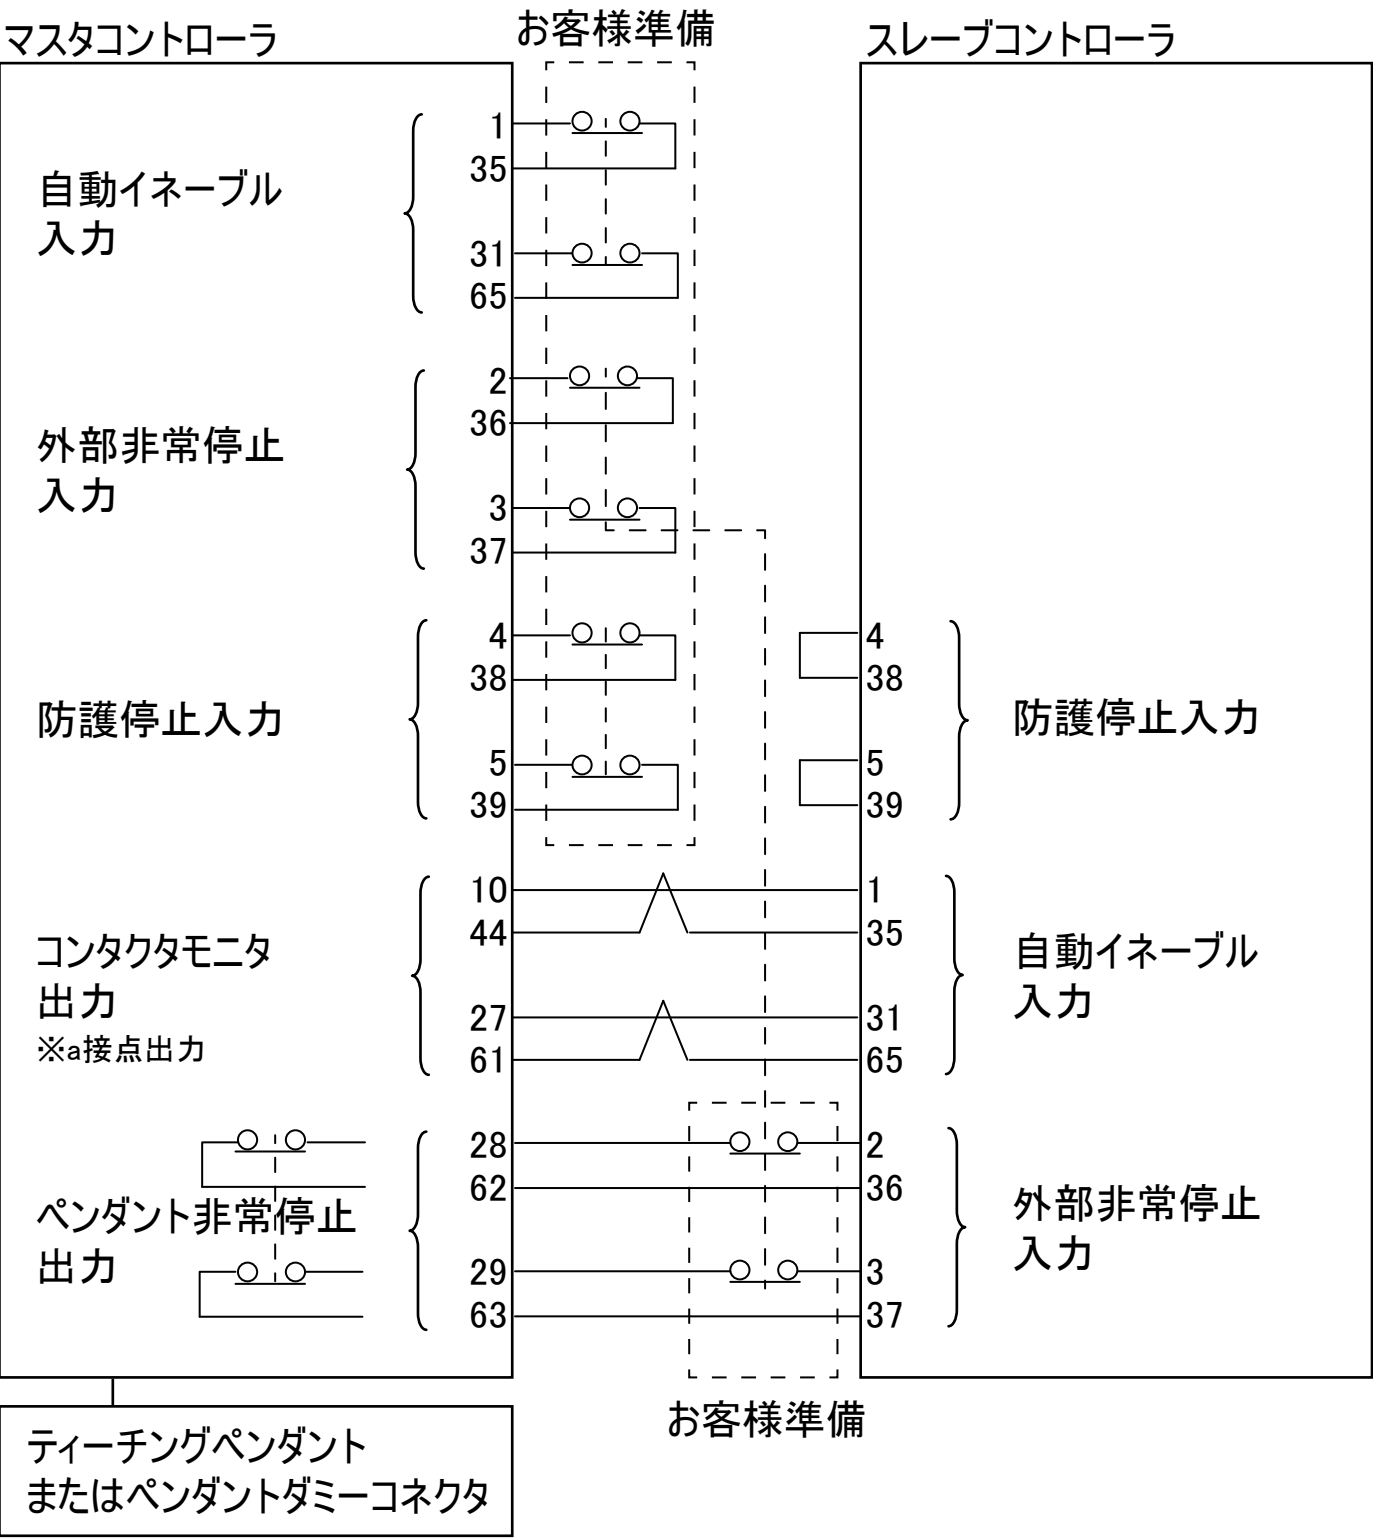 お客様準備
マスタコントローラ
スレーブコントローラ
自動イネーブル
入力
1
35
31
65
外部非常停止
入力
2
36
3
37
防護停止入力
4
38
5
39
4
38
5
39
防護停止入力
コンタクタモニタ
出力
※a接点出力
10
44
27
61
1
35
31
65
自動イネーブル
入力
ペンダント非常停止
出力
28
62
29
63
2
36
3
37
外部非常停止
入力
お客様準備
ティーチングペンダント
またはペンダントダミーコネクタ